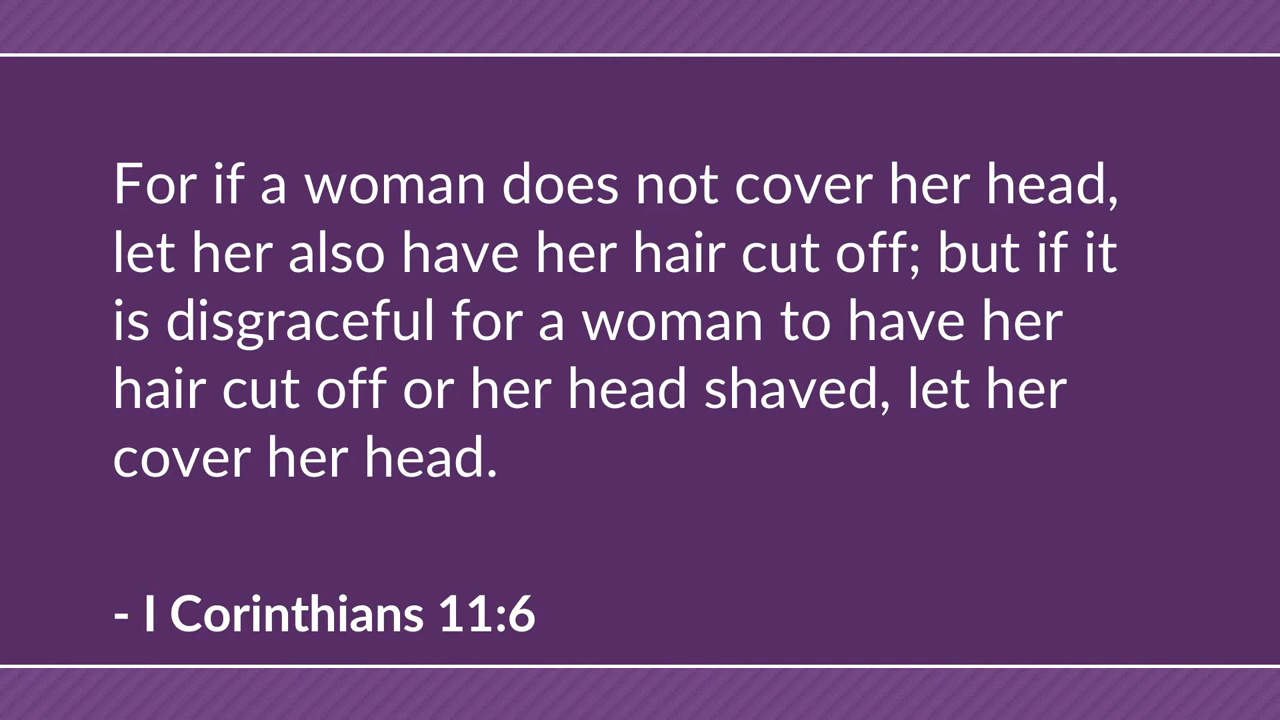 For if a woman does not cover her head,
let her also have her hair cut off; but if it
is disgraceful for a woman to have her
hair cut off or her head shaved, let her
cover her head.
- I Corinthians 11:6